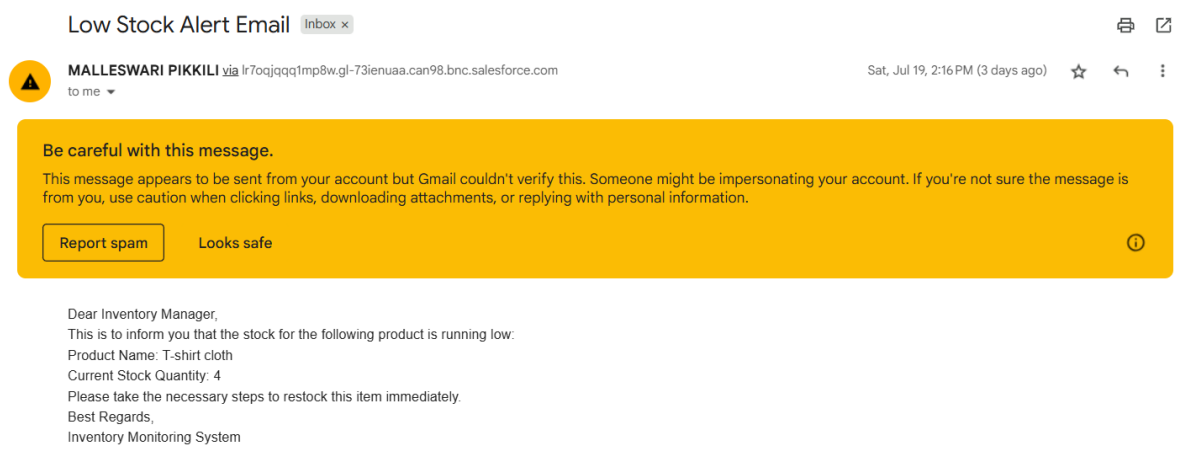 Low Stock Alert Email Inbox ×
MALLESWARI PIKKILI via lr7oqjqqq1mp8w.gl-73ienuaa.can98.bnc.salesforce.com Sat, Jul 19, 2:16 PM (3 days ago)
to me
Be careful with this message.
This message appears to be sent from your account but Gmail couldn't verify this. Someone might be impersonating your account. If you're not sure the message is
from you, use caution when clicking links, downloading attachments, or replying with personal information.
Report spam Looks safe
Dear Inventory Manager,
This is to inform you that the stock for the following product is running low:
Product Name: T-shirt cloth
Current Stock Quantity: 4
Please take the necessary steps to restock this item immediately.
Best Regards,
Inventory Monitoring System